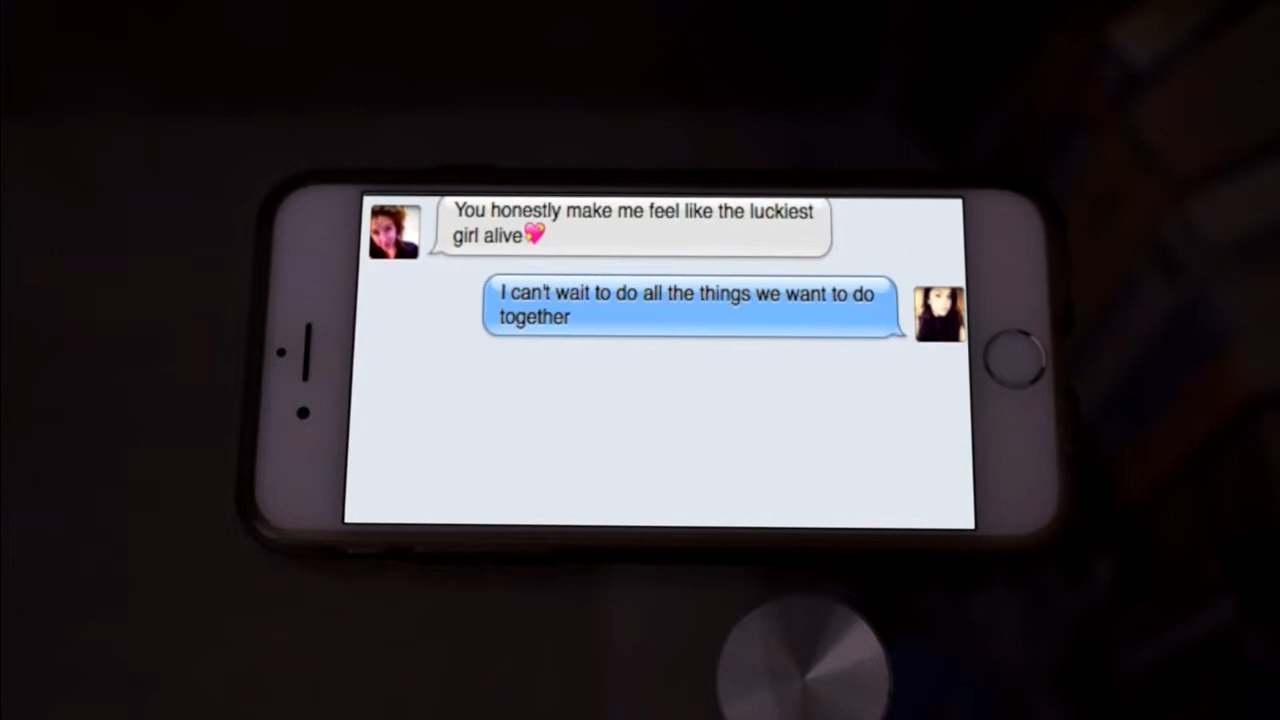 You honestly make me feel like the luckiest
girl alive💖
I can't wait to do all the things we want to do
together